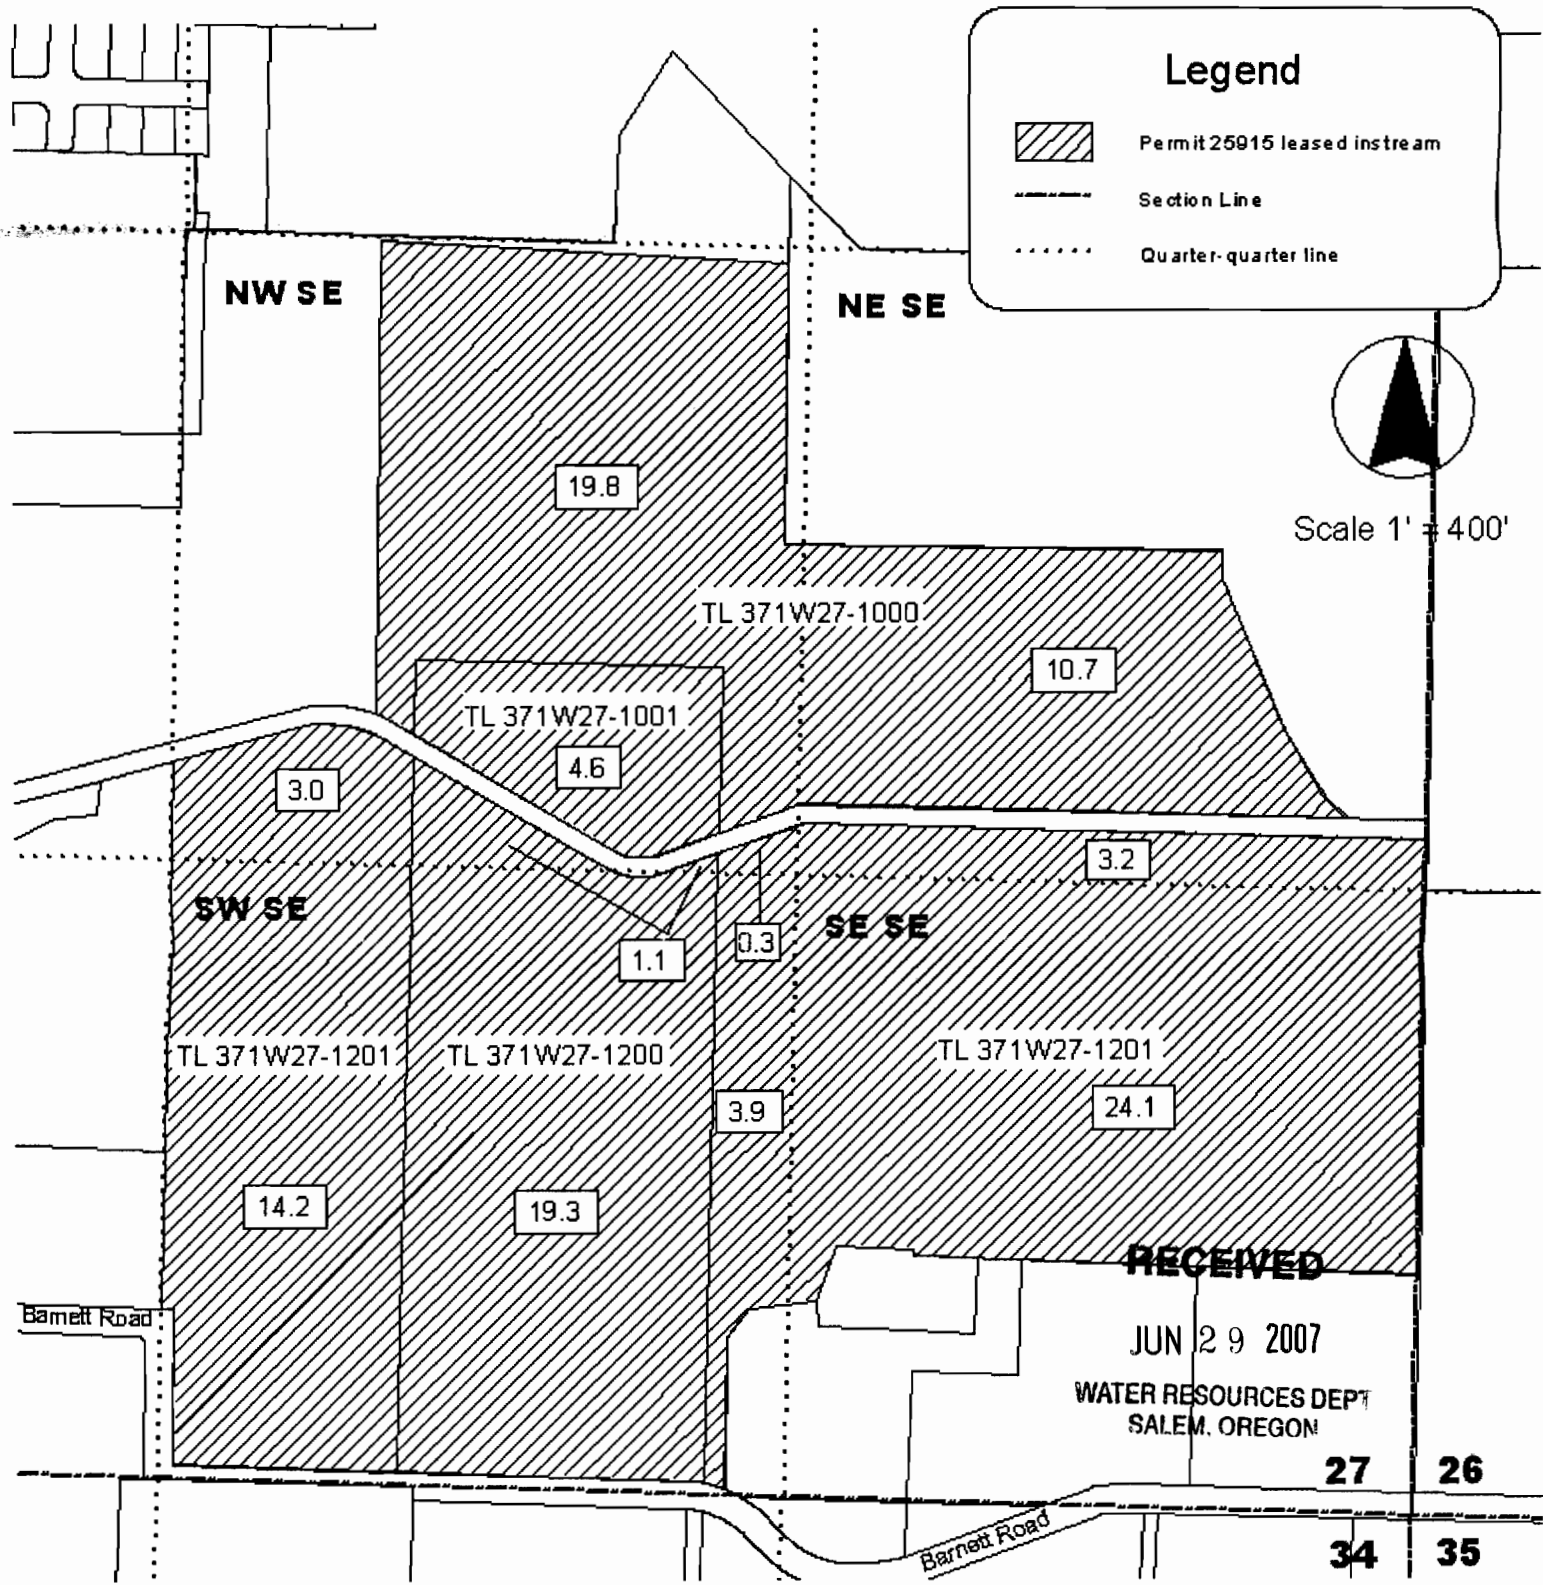 Legend
Permit 25915 leased instream
Section Line
Quarter-quarter line
NW SE
NE SE
Scale 1' = 400'
19.8
TL 371W27-1000
10.7
TL 371W27-1001
4.6
3.0
3.2
SW SE
SE SE
0.3
1.1
TL 371W27-1201
TL 371W27-1200
TL 371W27-1201
3.9
24.1
14.2
19.3
RECEIVED
Barnett Road
JUN 29 2007
WATER RESOURCES DEPT
SALEM, OREGON
27
26
Barnett Road
34
35